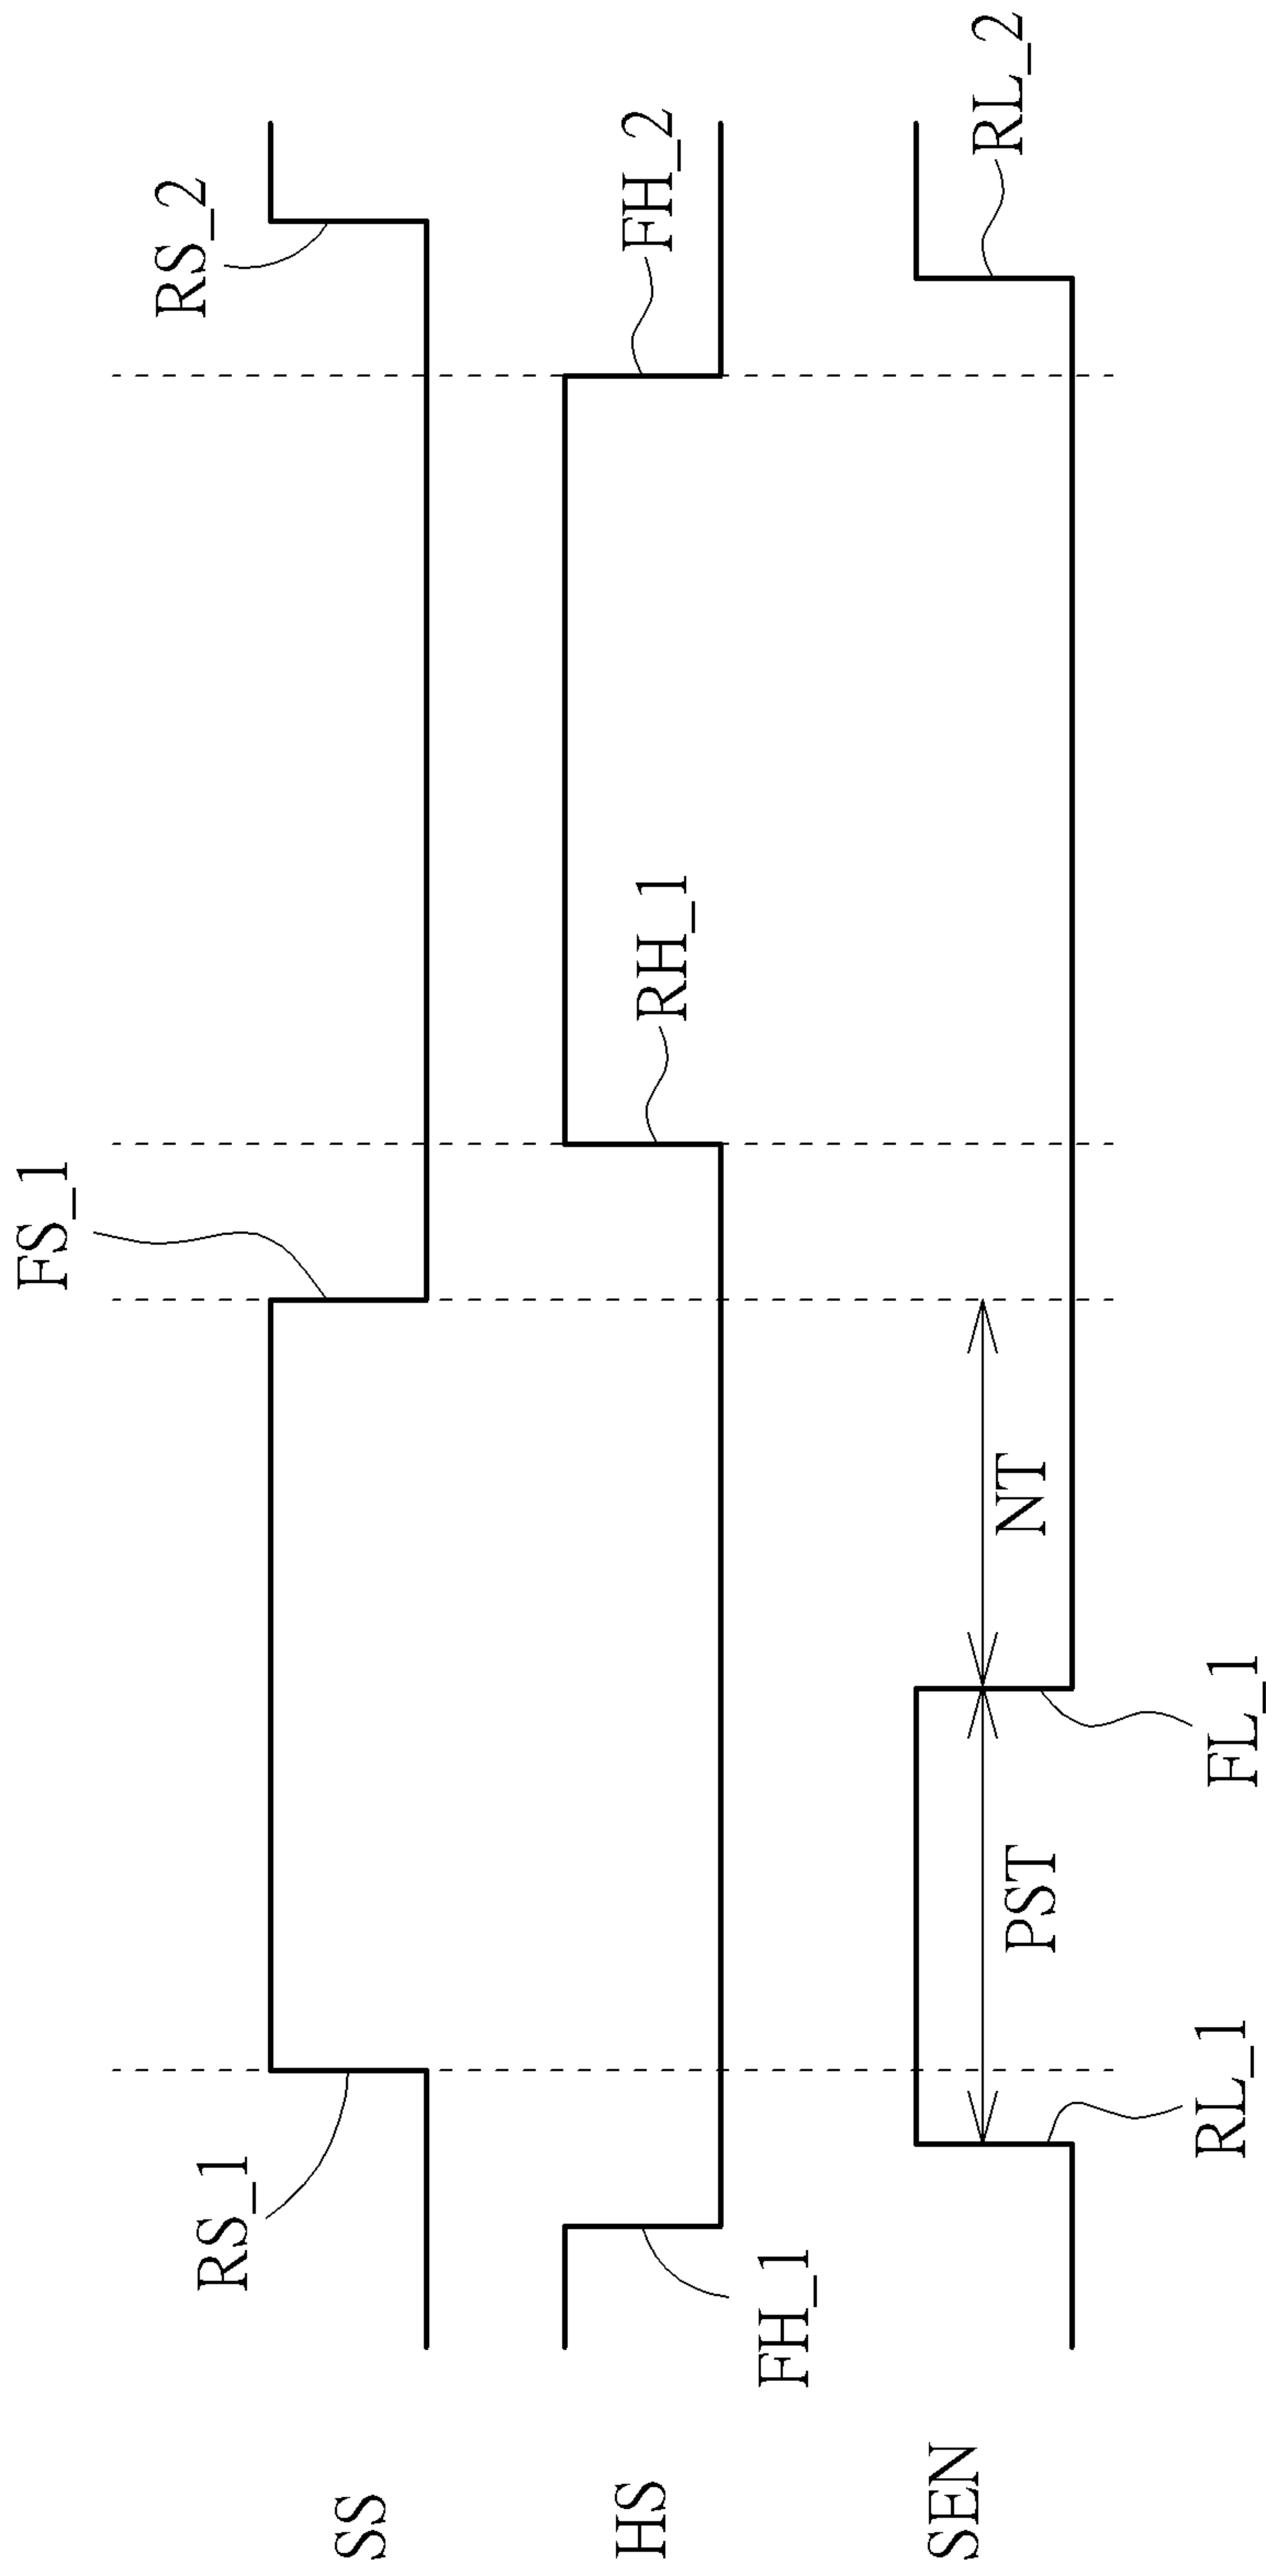 SS
RS_1
FS_1
RS_2
HS
FH_1
RH_1
FH_2
SEN
RL_1
PST
FL_1
NT
RL_2